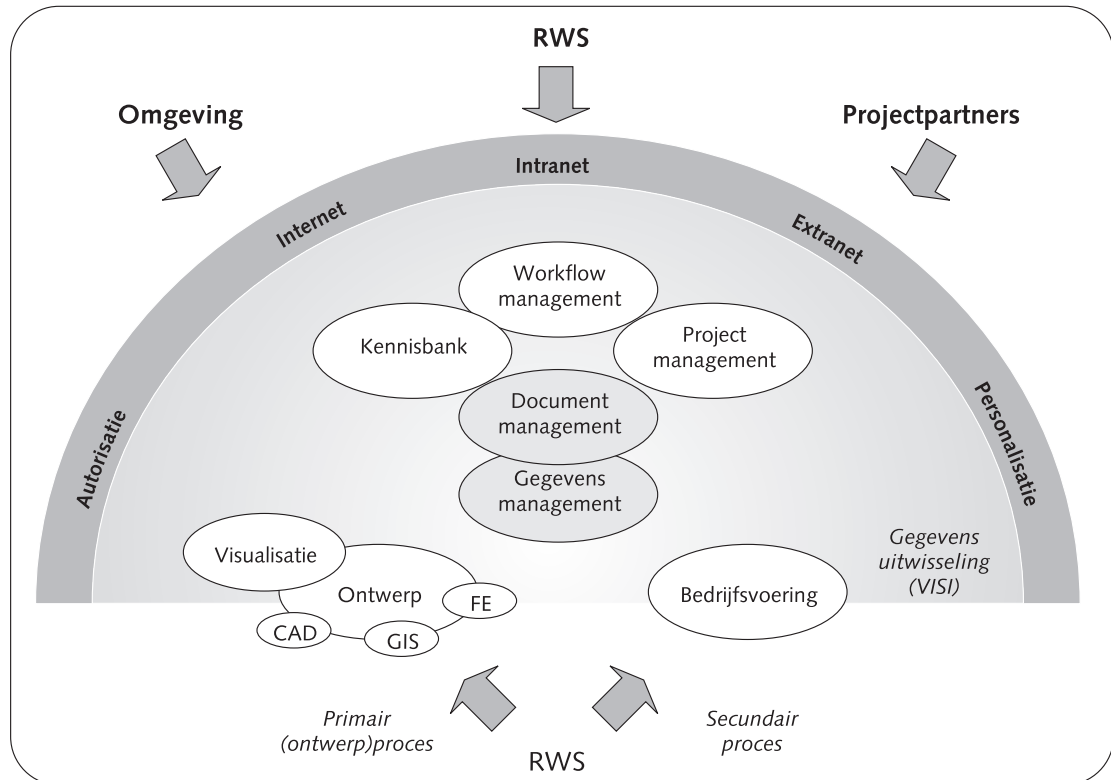 RWS
Omgeving
Projectpartners
Intranet
Internet
Extranet
Workflow
management
Kennisbank
Project
management
Document
management
Autorisatie
Personalisatie
Gegevens
management
Visualisatie
Ontwerp
FE
CAD
GIS
Bedrijfsvoering
Gegevens
uitwisseling
(VISI)
Primair
(ontwerp)proces
Secundair
proces
RWS